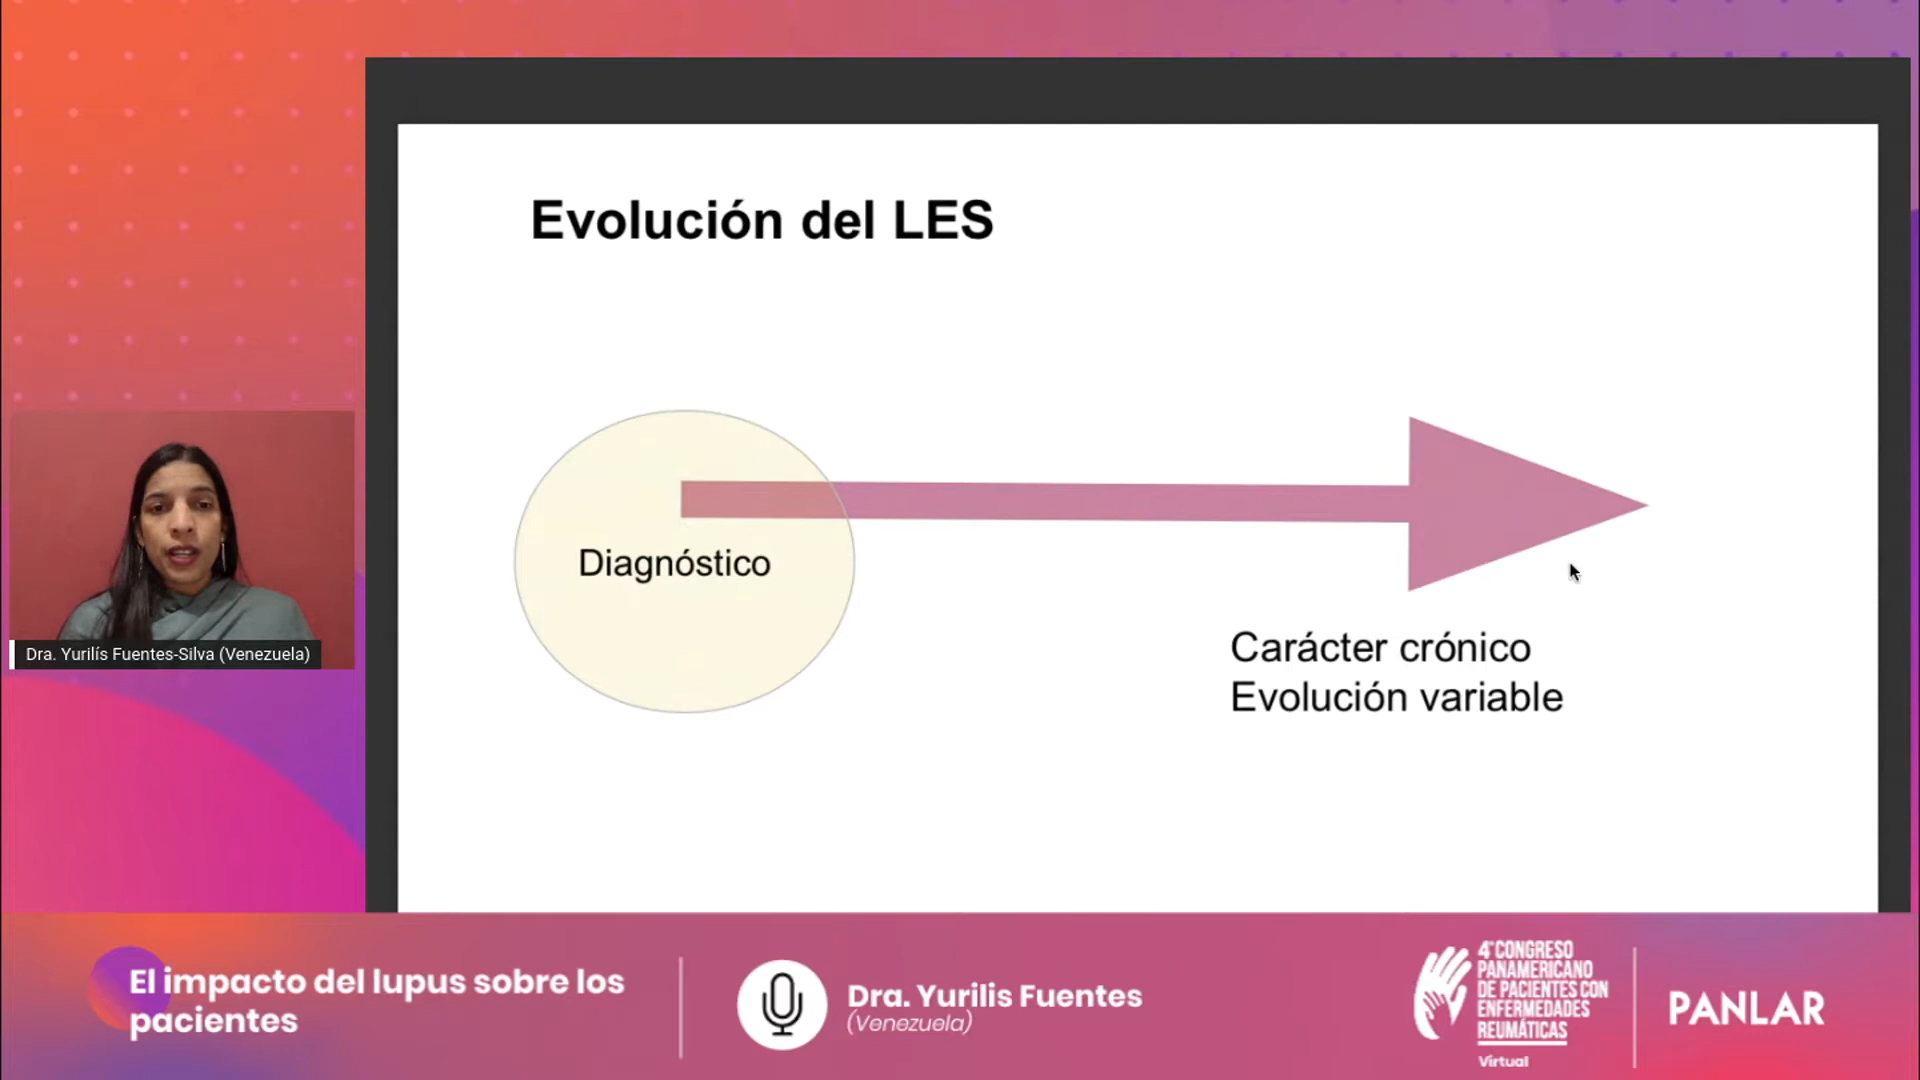 Evolución del LES
Diagnóstico
Carácter crónico
Evolución variable
Dra. Yurilís Fuentes-Silva (Venezuela)
El impacto del lupus sobre los
pacientes
Dra. Yurilis Fuentes
(Venezuela)
4° CONGRESO
PANAMERICANO
DE PACIENTES CON
ENFERMEDADES
REUMÁTICAS
Virtual
PANLAR